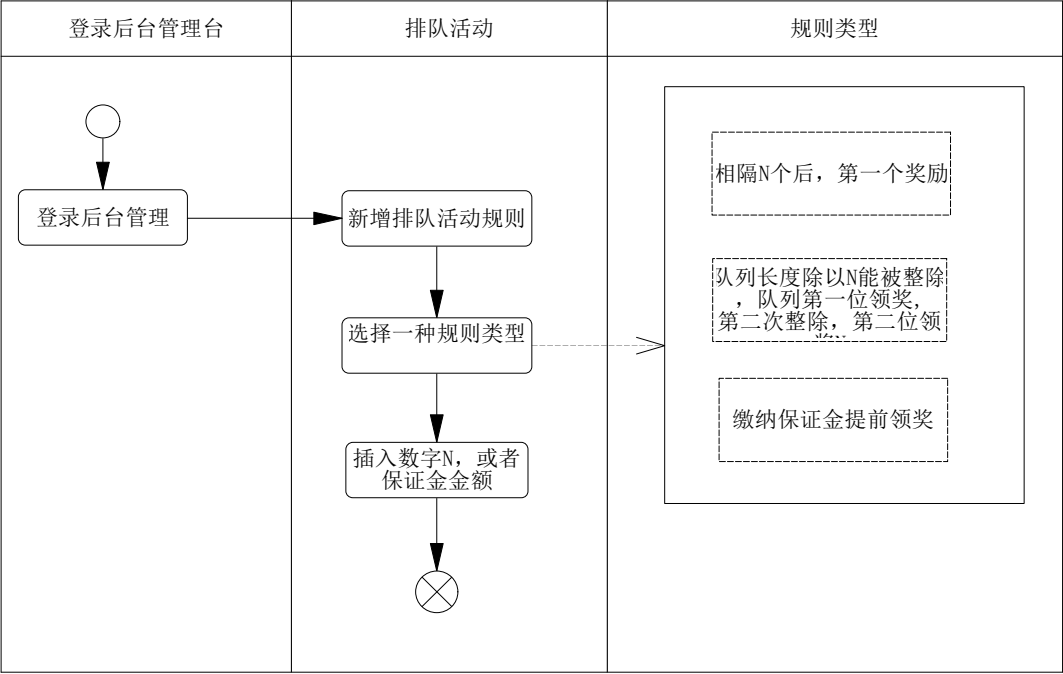 登录后台管理台
排队活动
规则类型
登录后台管理
新增排队活动规则
选择一种规则类型
插入数字N，或者
保证金金额
相隔N个后，第一个奖励
队列长度除以N能被整除
，队列第一位领奖，
第二次整除，第二位领
缴纳保证金提前领奖